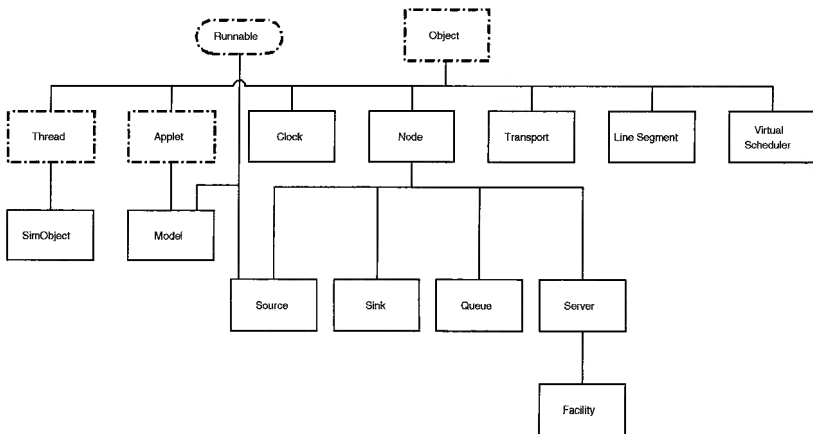 Runnable
Object
Thread
Applet
Clock
Node
Transport
Line Segment
Virtual
Scheduler
SimObject
Model
Source
Sink
Queue
Server
Facility